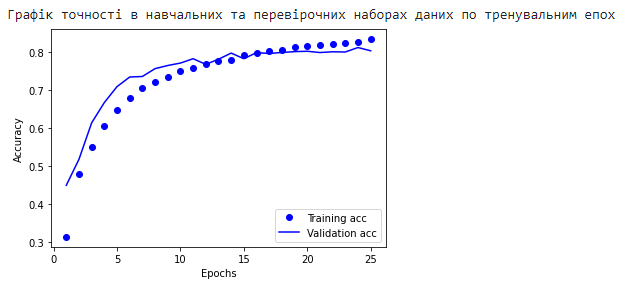 Графік точності в навчальних та перевірочних наборах даних по тренувальним епох
0.8
0.7
0.6
0.5
0.4
0.3
Accuracy
Training acc
Validation acc
0 5 10 15 20 25
Epochs